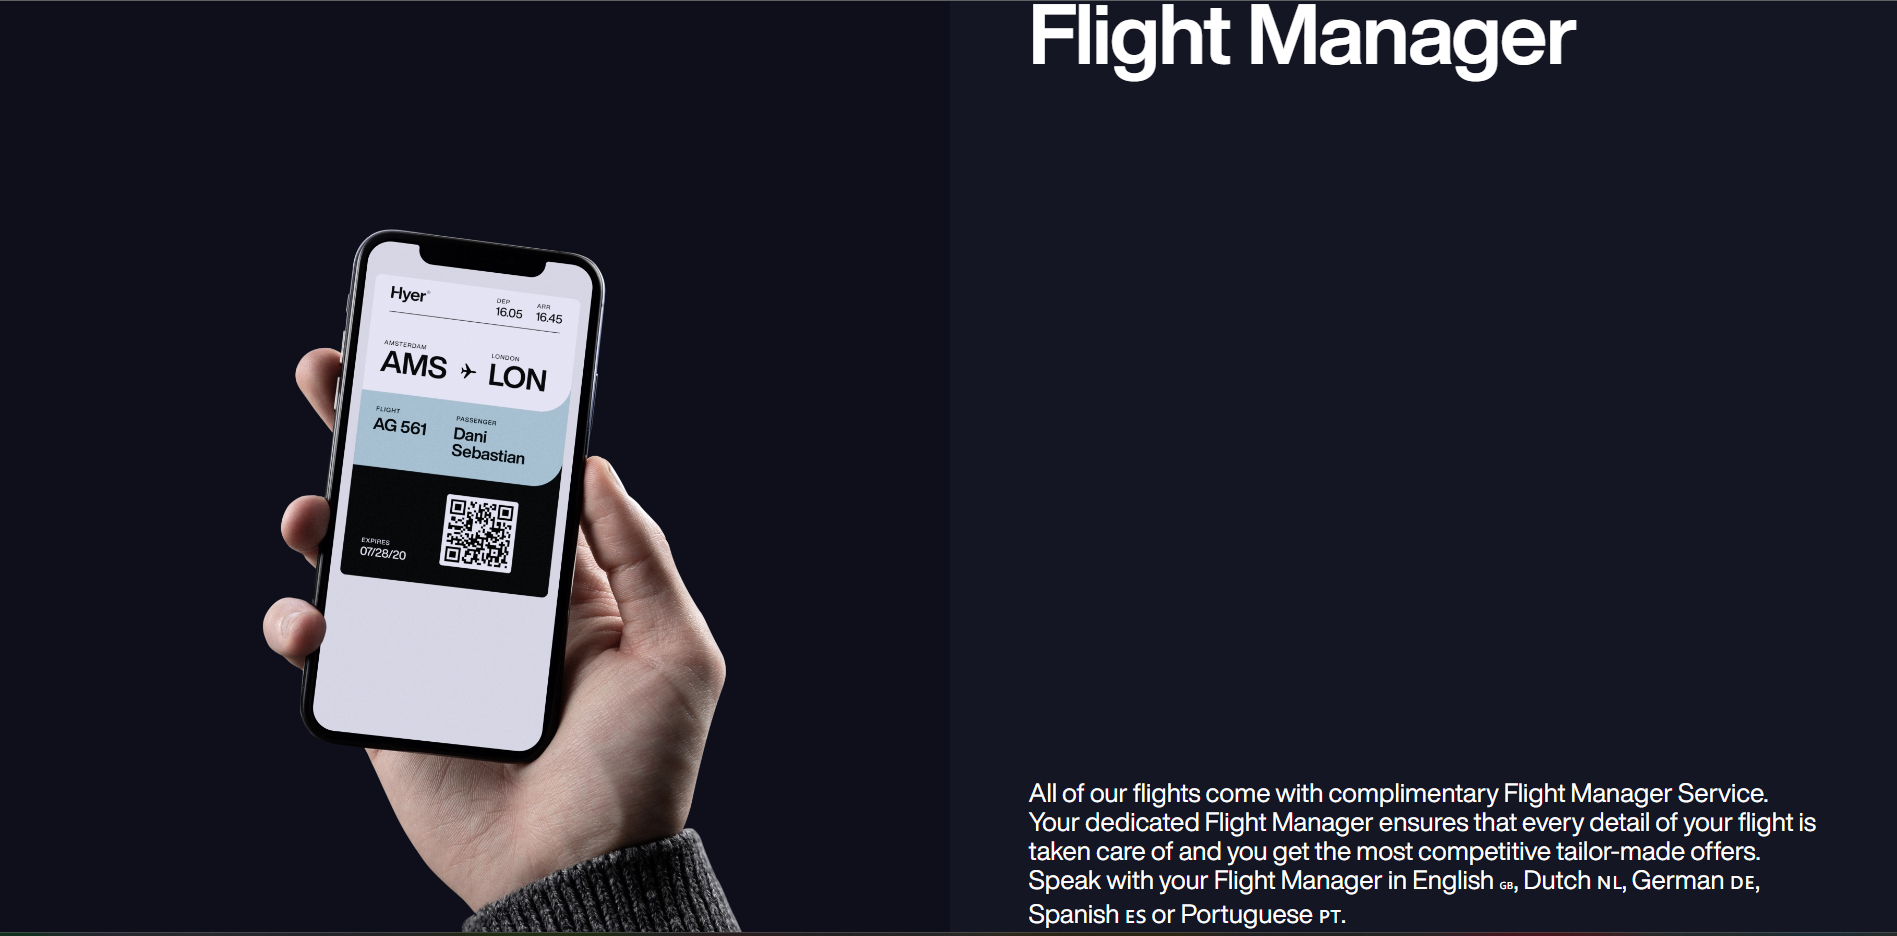 Flight Manager
Hyer®
DEP
16.05
ARR
16.45
AMSTERDAM
AMS
LONDON
LON
FLIGHT
AG 561
PASSENGER
Dani
Sebastian
EXPIRES
07/28/20
All of our flights come with complimentary Flight Manager Service.
Your dedicated Flight Manager ensures that every detail of your flight is
taken care of and you get the most competitive tailor-made offers.
Speak with your Flight Manager in English GB, Dutch NL, German DE,
Spanish ES or Portuguese PT.